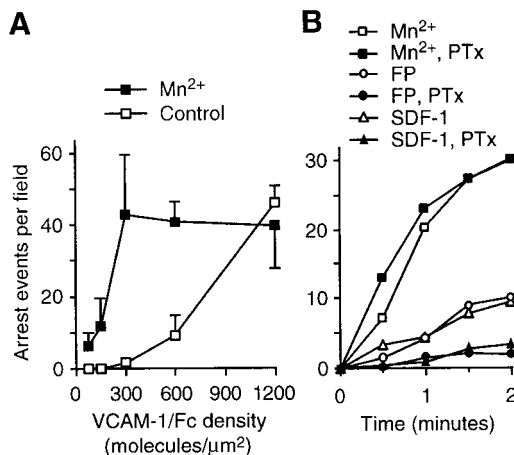 A
Mn²⁺
Control
Arrest events per field
60
40
20
0
0
300
600
900
1200
VCAM-1/Fc density
(molecules/µm²)
B
Mn²⁺
Mn²⁺, PTx
FP
FP, PTx
SDF-1
SDF-1, PTx
30
20
10
0
0
1
2
Time (minutes)